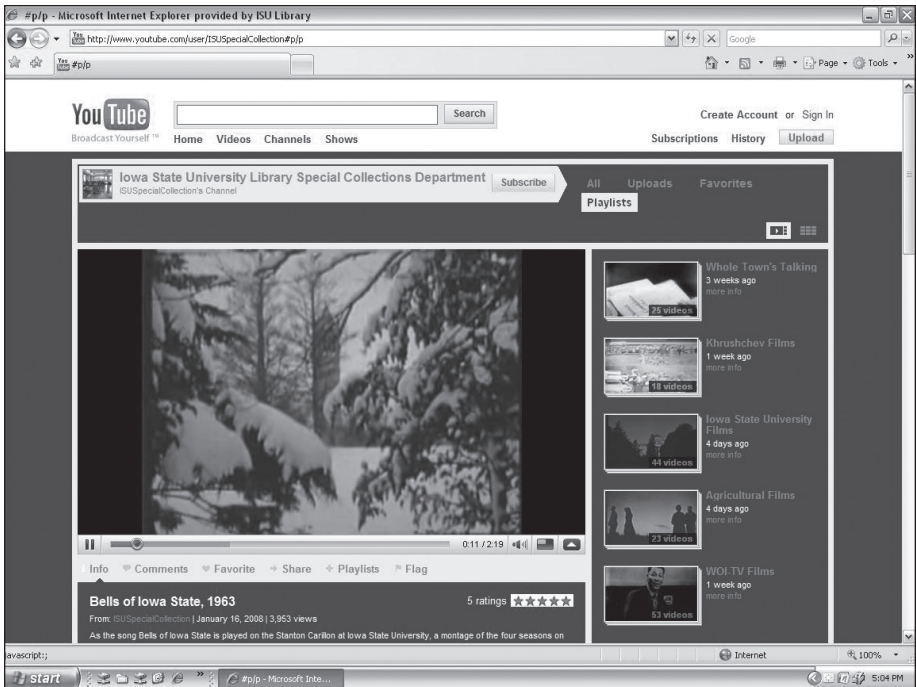 #p/p - Microsoft Internet Explorer provided by ISU Library
http://www.youtube.com/user/ISUSpecialCollection#p/p
Google
#p/p
Page
Tools
You Tube
Broadcast Yourself ™
Search
Home Videos Channels Shows
Create Account or Sign In
Subscriptions History Upload
Iowa State University Library Special Collections Department
ISUSpecialCollection's Channel
Subscribe
All Uploads Favorites
Playlists
Whole Town's Talking
3 weeks ago
more info
25 videos
Khrushchev Films
1 week ago
more info
18 videos
Iowa State University
Films
4 days ago
more info
44 videos
Agricultural Films
4 days ago
more info
23 videos
WOI-TV Films
1 week ago
more info
53 videos
0:11 / 2:19
Info Comments Favorite Share Playlists Flag
Bells of Iowa State, 1963
5 ratings
From: ISUSpecialCollection | January 16, 2008 | 3,953 views
As the song Bells of Iowa State is played on the Stanton Carillon at Iowa State University, a montage of the four seasons on
avascript:;
Internet
100%
start
#p/p - Microsoft Inte...
5:04 PM